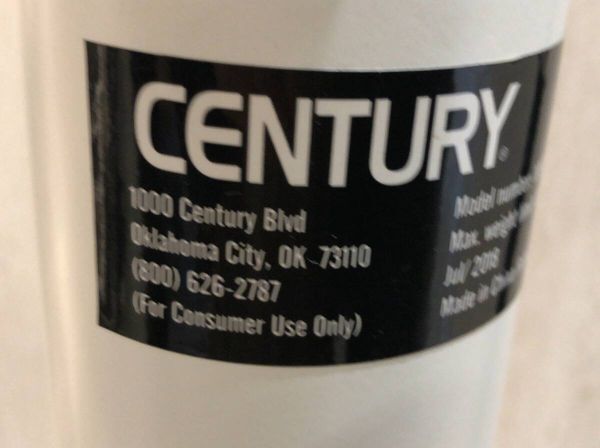 CENTURY®
1000 Century Blvd
Oklahoma City, OK 73110
(800) 626-2787
(For Consumer Use Only)
Model number
Max. weight
Jul/ 2018
Made in